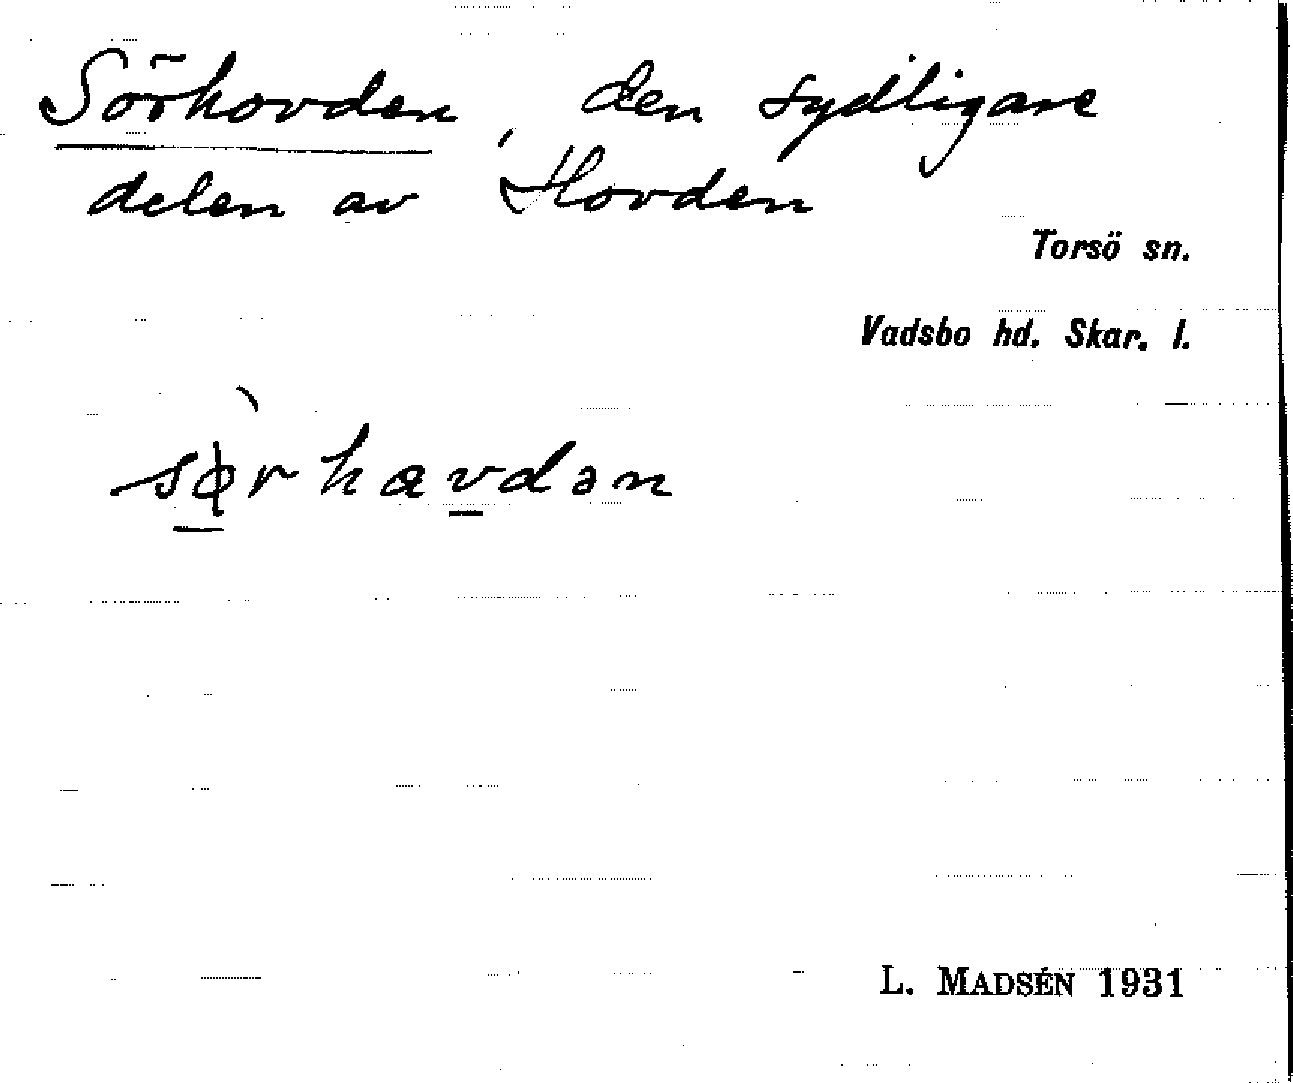 Sörhovden, den sydligare
delen av Hovden
Torsö sn.
Vadsbo hd. Skar. l.
sø̀rhavdən
L. MADSÉN 1931